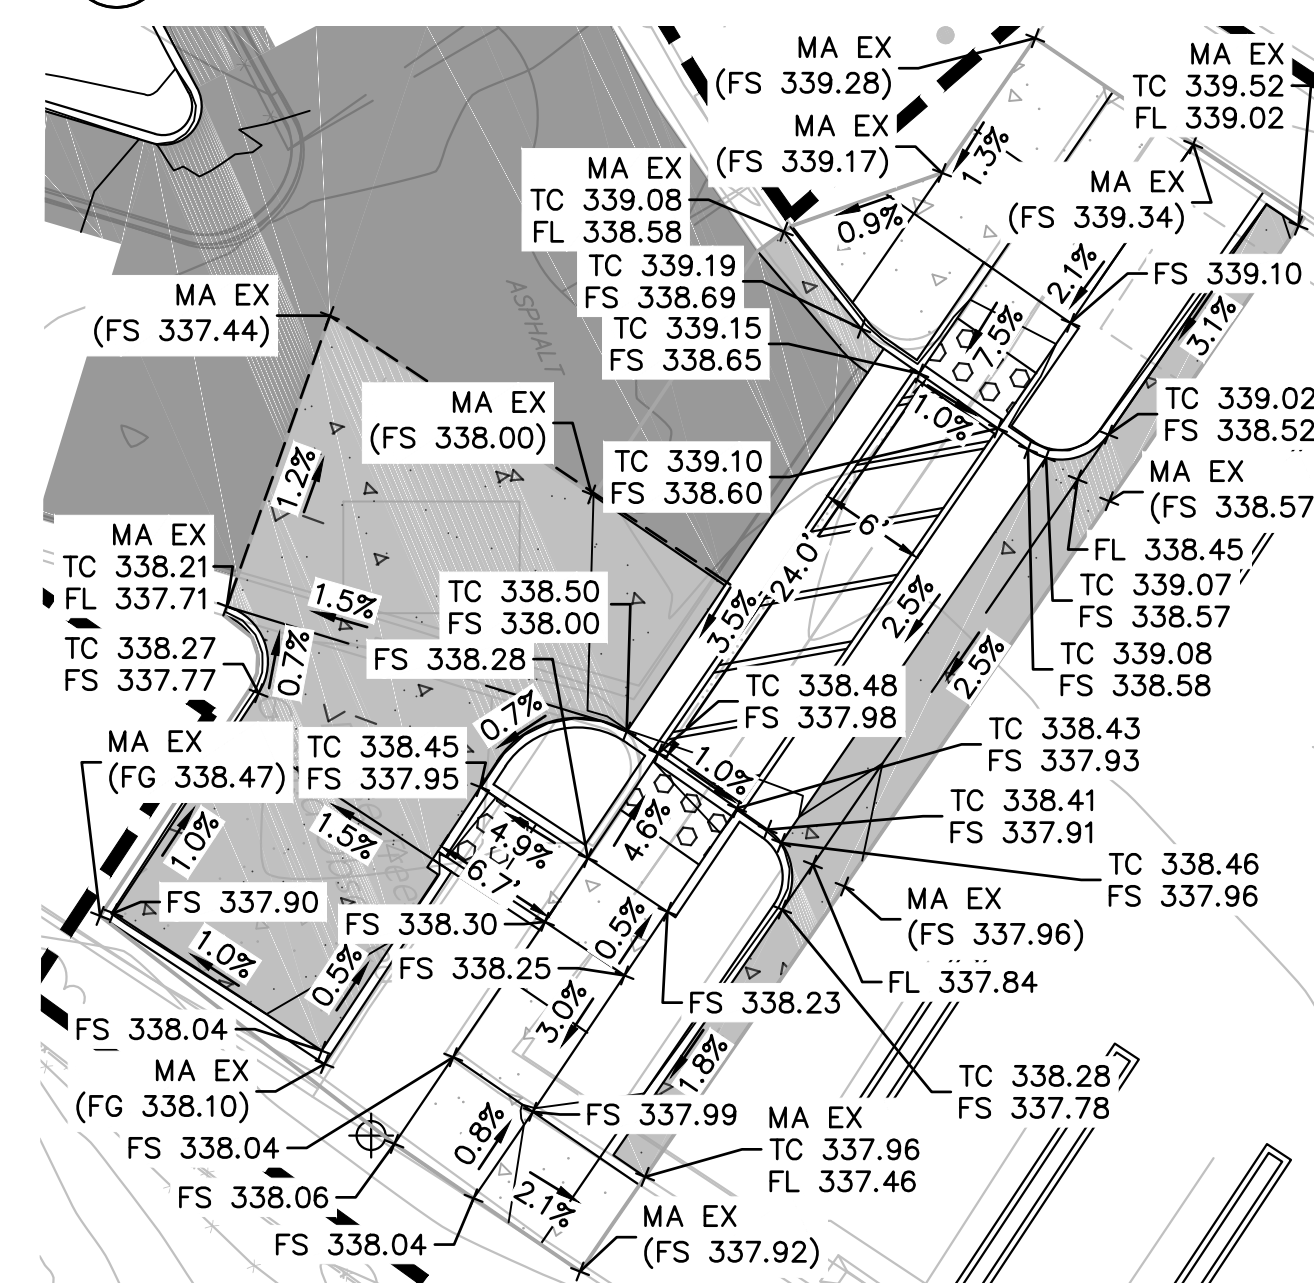 MA EX
(FS 339.28)
MA EX
TC 339.52
FL 339.02
MA EX
(FS 339.17)
1.3%
MA EX
TC 339.08
FL 338.58
MA EX
(FS 339.34)
0.9%
TC 339.19
FS 338.69
2.1%
FS 339.10
MA EX
(FS 337.44)
ASPHALT
TC 339.15
FS 338.65
7.5%
3.1%
MA EX
(FS 338.00)
1.0%
TC 339.02
FS 338.52
1.2%
TC 339.10
FS 338.60
MA EX
(FS 338.57
6'
MA EX
TC 338.21
FL 337.71
FL 338.45
24.0'
TC 338.50
FS 338.00
1.5%
3.5%
2.5%
TC 339.07
FS 338.57
TC 338.27
FS 337.77
0.7%
FS 338.28
2.5%
TC 339.08
FS 338.58
TC 338.48
FS 337.98
0.7%
MA EX
(FG 338.47)
TC 338.45
FS 337.95
1.0%
TC 338.43
FS 337.93
1.0%
1.5%
4.9%
4.6%
TC 338.41
FS 337.91
6.7'
TC 338.46
FS 337.96
FS 337.90
FS 338.30
0.5%
MA EX
(FS 337.96)
1.0%
0.5%
FS 338.25
FL 337.84
FS 338.04
3.0%
FS 338.23
MA EX
(FG 338.10)
1.8%
TC 338.28
FS 337.78
FS 338.04
0.8%
FS 337.99
MA EX
TC 337.96
FL 337.46
FS 338.06
2.1%
FS 338.04
MA EX
(FS 337.92)